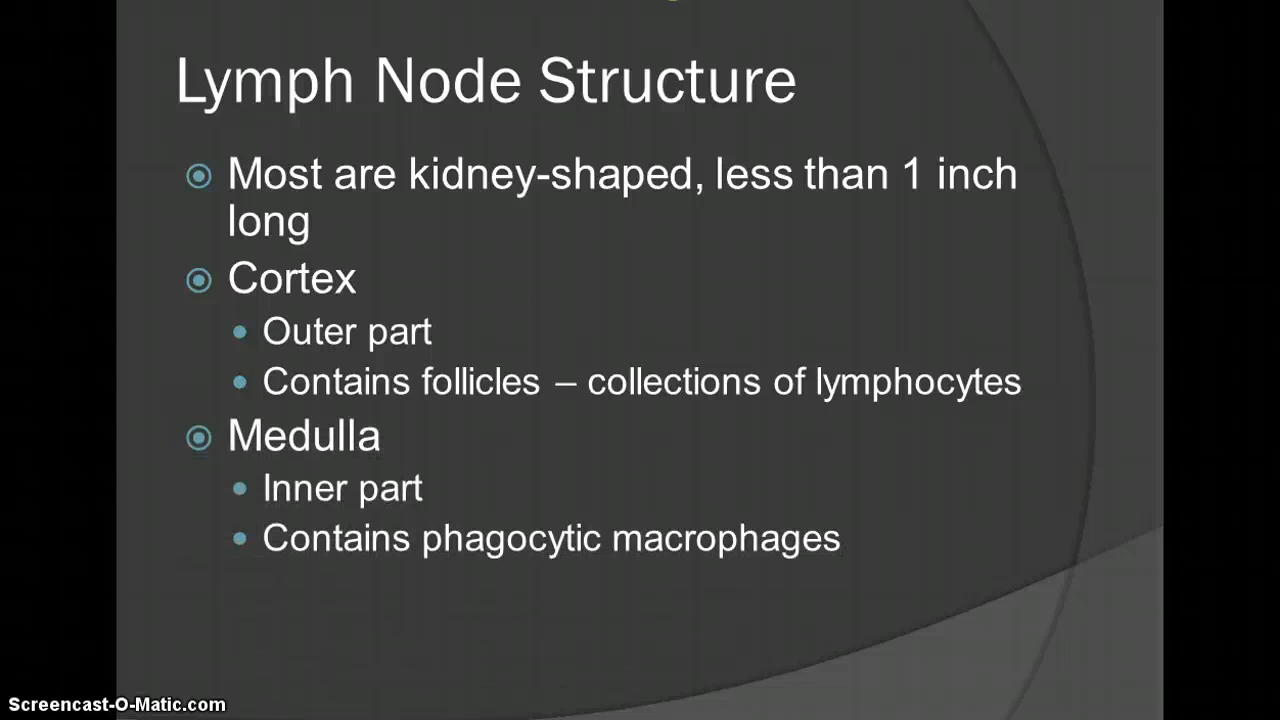 Lymph Node Structure
Most are kidney-shaped, less than 1 inch
long
Cortex
Outer part
Contains follicles – collections of lymphocytes
Medulla
Inner part
Contains phagocytic macrophages
Screencast-O-Matic.com